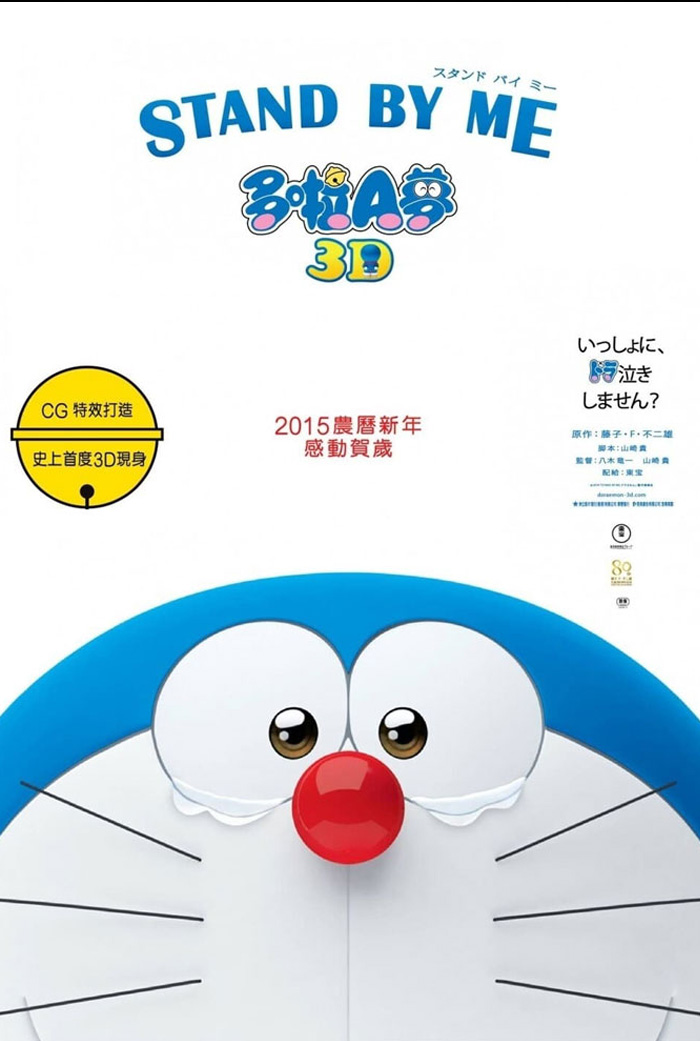 スタンド バイ ミー
STAND BY ME
多啦A夢
3D
CG 特效打造
史上首度3D現身
2015農曆新年
感動賀歲
いっしょに、
ドラ泣き
しません?
原作:藤子・F・不二雄
脚本:山崎貴
監督:八木竜一 山崎貴
配給:東宝
doraemon-3d.com